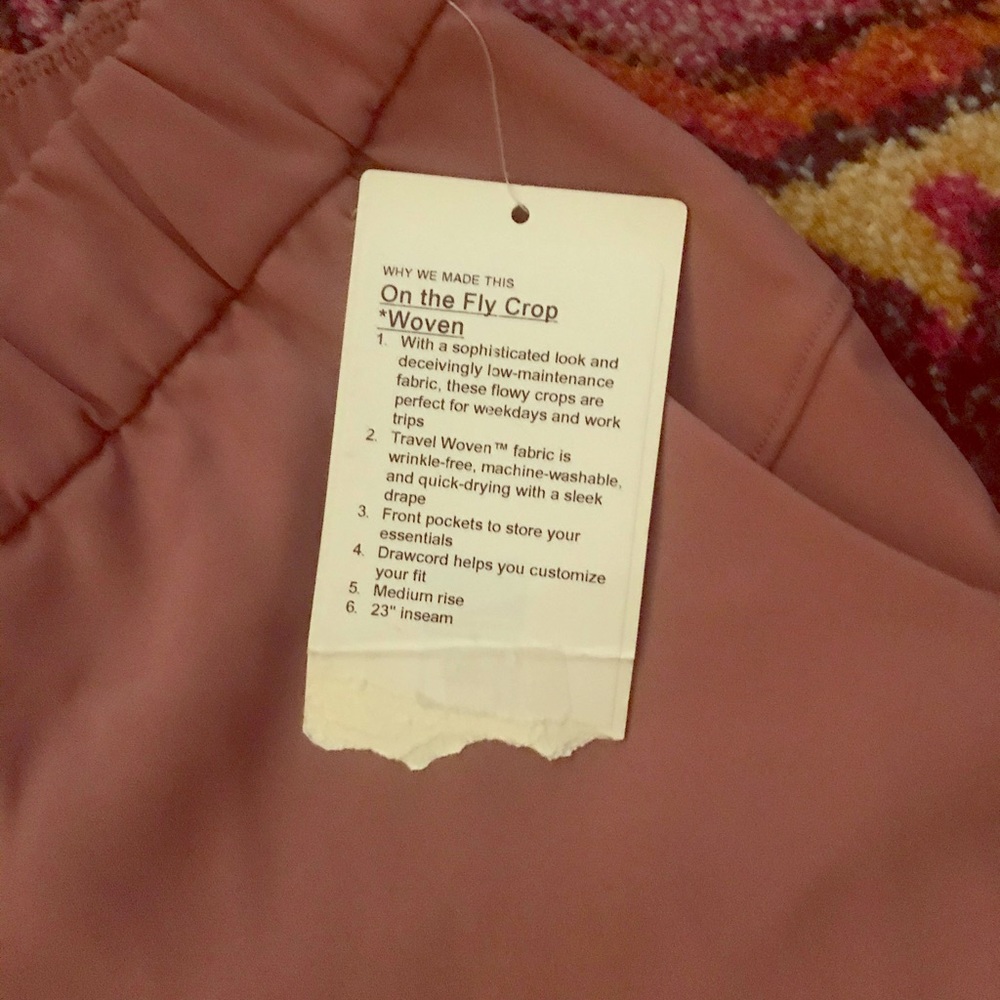 WHY WE MADE THIS
On the Fly Crop
*Woven
1. With a sophisticated look and
deceivingly low-maintenance
fabric, these flowy crops are
perfect for weekdays and work
trips
2. Travel Woven™ fabric is
wrinkle-free, machine-washable,
and quick-drying with a sleek
drape
3. Front pockets to store your
essentials
4. Drawcord helps you customize
your fit
5. Medium rise
6. 23" inseam